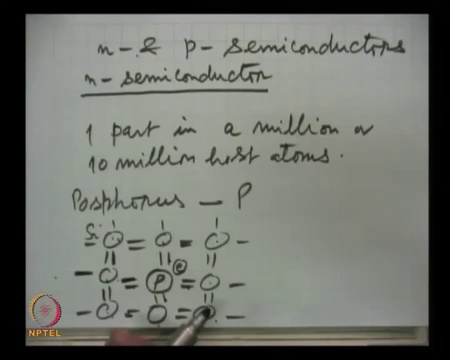 n- & p- semiconductors
n- semiconductor
1 part in a million or
10 million host atoms.
Posphorus — P
Si
e
P
NPTEL